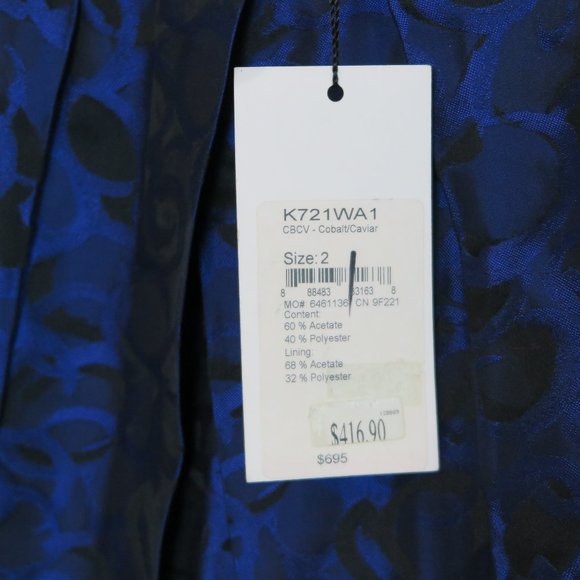 K721WA1
CBCV - Cobalt/Caviar
Size: 2
8 88483 83163 8
MO#: 6461136 CN 9F221
Content:
60 % Acetate
40 % Polyester
Lining:
68 % Acetate
32 % Polyester
$416.90
$695